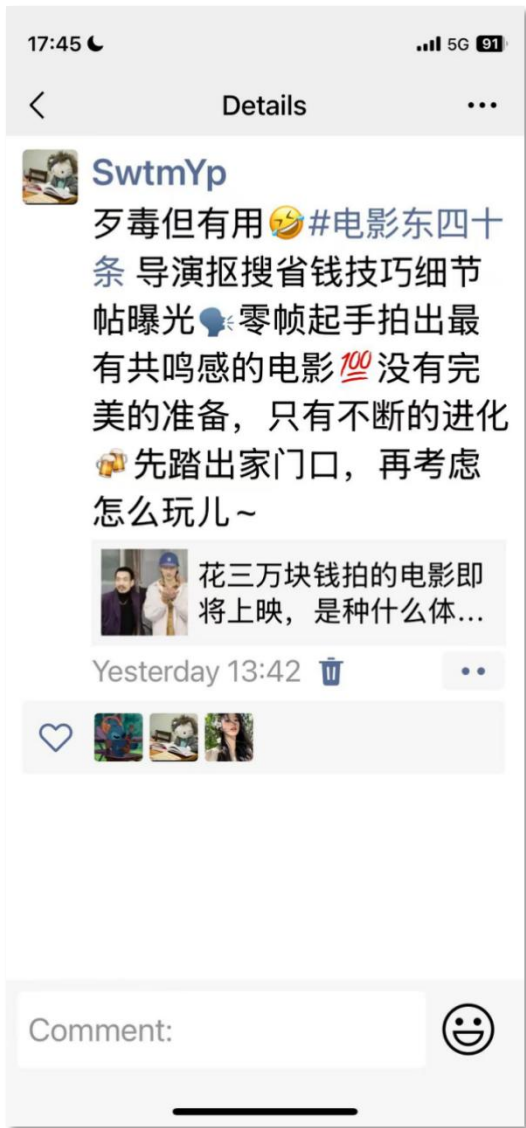 17:45
5G 91
Details
SwtmYp
歹毒但有用🤣#电影东四十
条 导演抠搜省钱技巧细节
帖曝光🗣️零帧起手拍出最
有共鸣感的电影💯没有完
美的准备，只有不断的进化
🍻先踏出家门口，再考虑
怎么玩儿～
花三万块钱拍的电影即
将上映，是种什么体...
Yesterday 13:42
Comment: